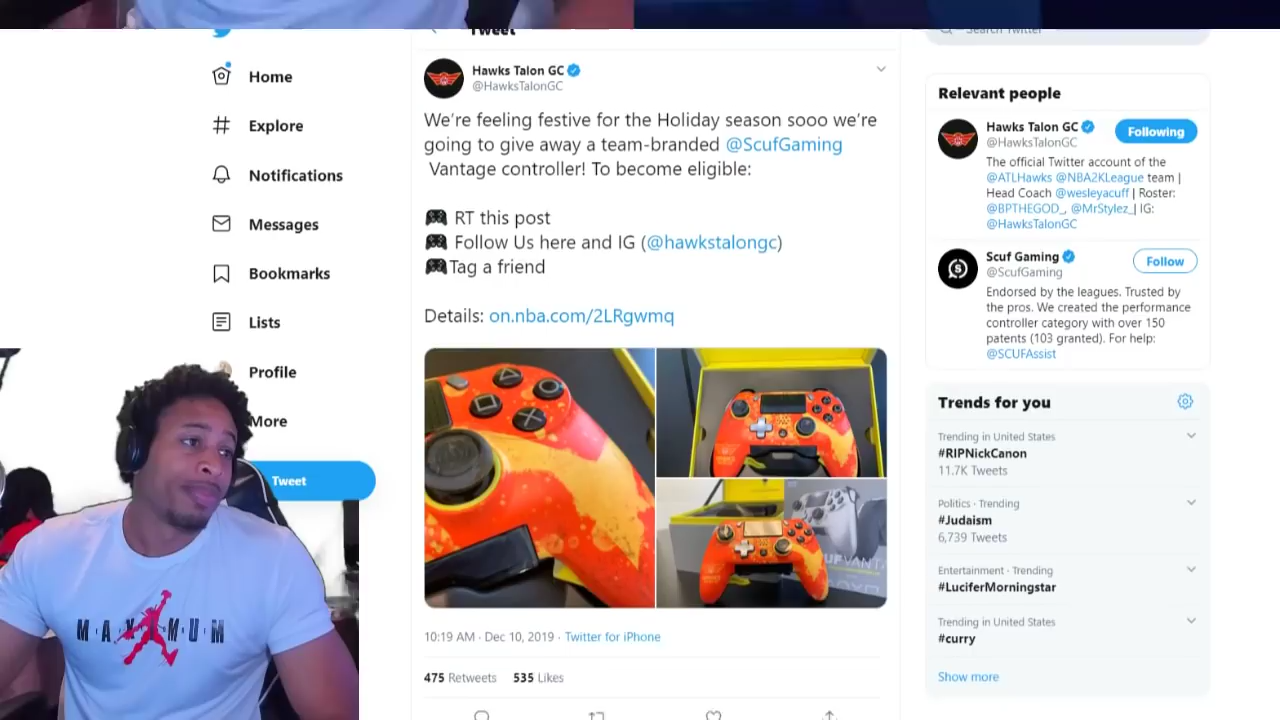 Tweet
Search Twitter
Home
Explore
Notifications
Messages
Bookmarks
Lists
Profile
More
Tweet
Hawks Talon GC
@HawksTalonGC
We’re feeling festive for the Holiday season sooo we’re
going to give away a team-branded @ScufGaming
Vantage controller! To become eligible:
🎮 RT this post
🎮 Follow Us here and IG (@hawkstalongc)
🎮Tag a friend
Details: on.nba.com/2LRgwmq
10:19 AM · Dec 10, 2019 · Twitter for iPhone
475 Retweets 535 Likes
Relevant people
Hawks Talon GC
@HawksTalonGC
Following
The official Twitter account of the
@ATLHawks @NBA2KLeague team |
Head Coach @wesleyacuff | Roster:
@BPTHEGOD_, @MrStylez_| IG:
@HawksTalonGC
Scuf Gaming
@ScufGaming
Follow
Endorsed by the leagues. Trusted by
the pros. We created the performance
controller category with over 150
patents (103 granted). For help:
@SCUFAssist
Trends for you
Trending in United States
#RIPNickCanon
11.7K Tweets
Politics · Trending
#Judaism
6,739 Tweets
Entertainment · Trending
#LuciferMorningstar
Trending in United States
#curry
Show more
MAXIMUM